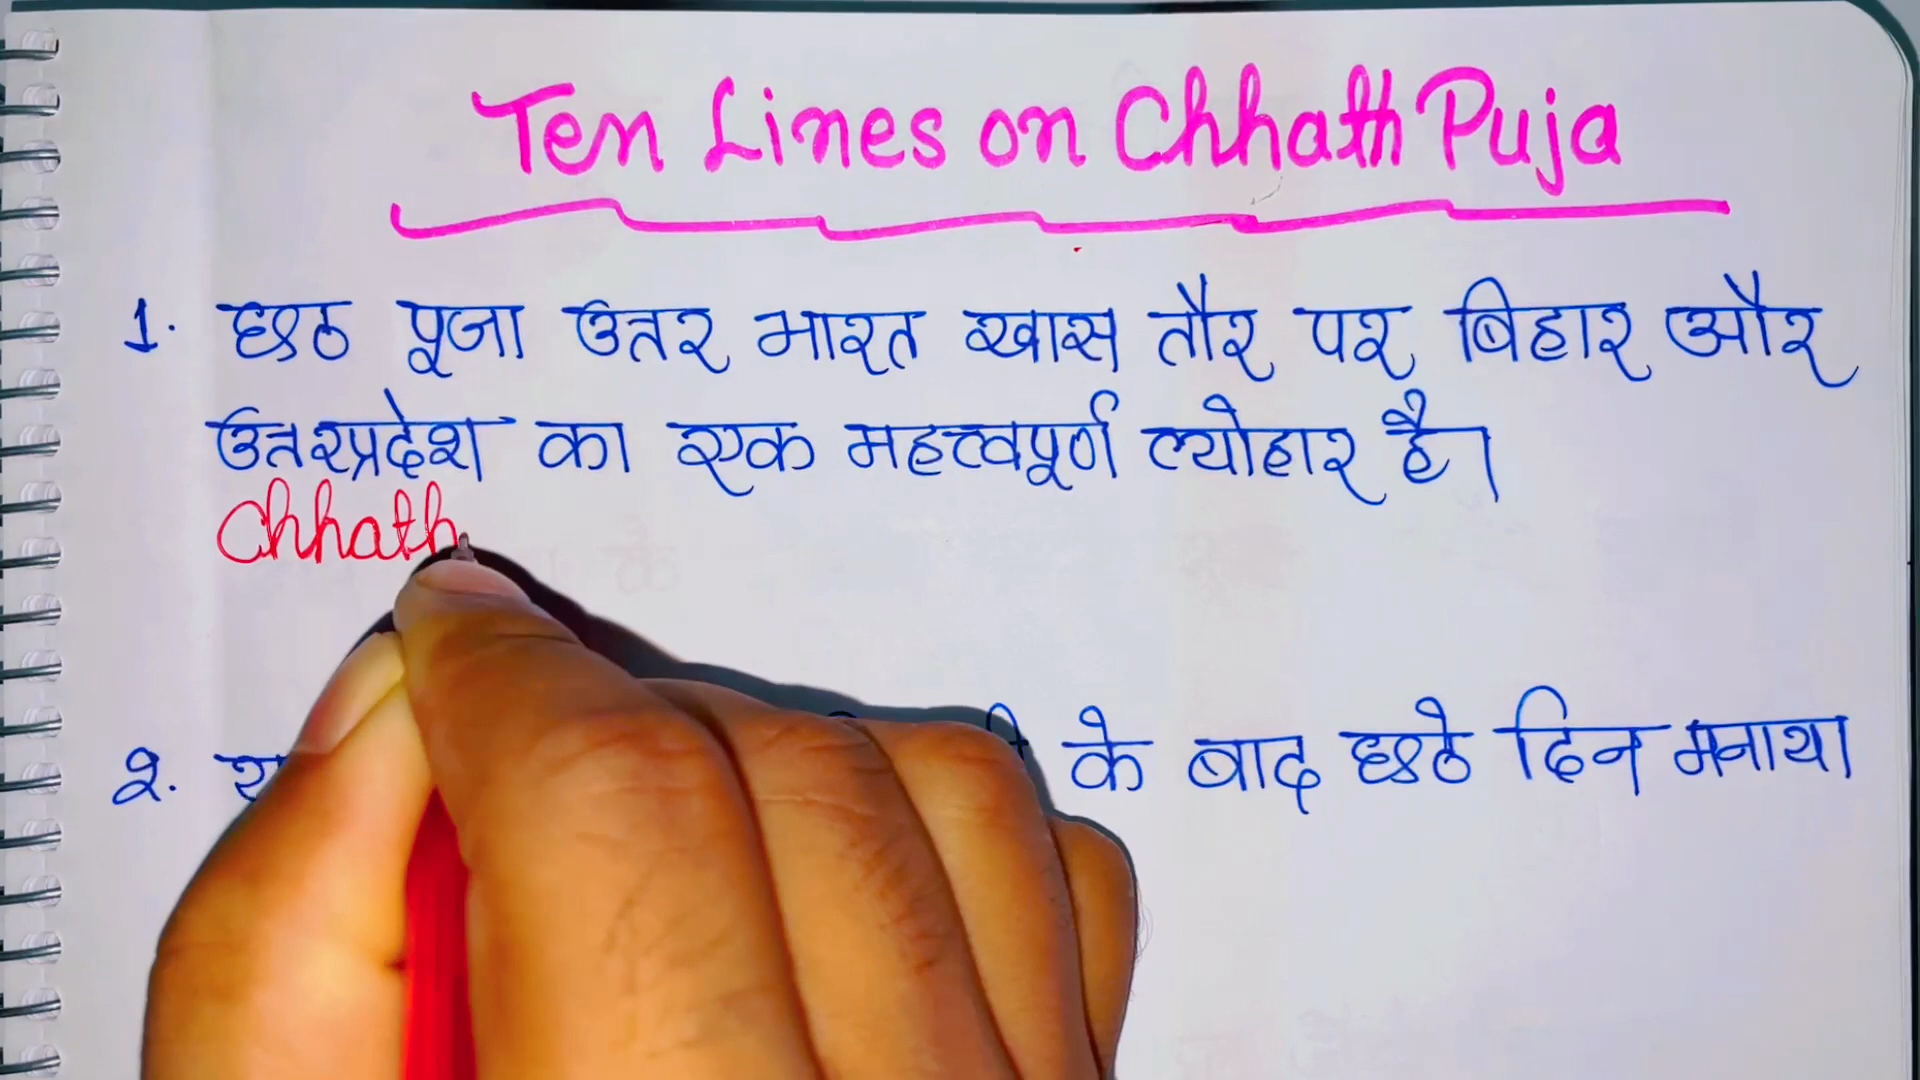 Ten Lines on Chhath Puja
1. छठ पूजा उत्तर भारत खास तौर पर बिहार और
उत्तरप्रदेश का एक महत्त्वपूर्ण त्योहार है।
Chhath
2. के बाद छठे दिन मनाया